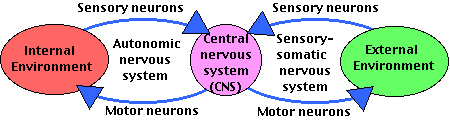 Sensory neurons
Sensory neurons
Internal
Environment
Autonomic
nervous
system
Central
nervous
system
(CNS)
Sensory-
somatic
nervous
system
External
Environment
Motor neurons
Motor neurons